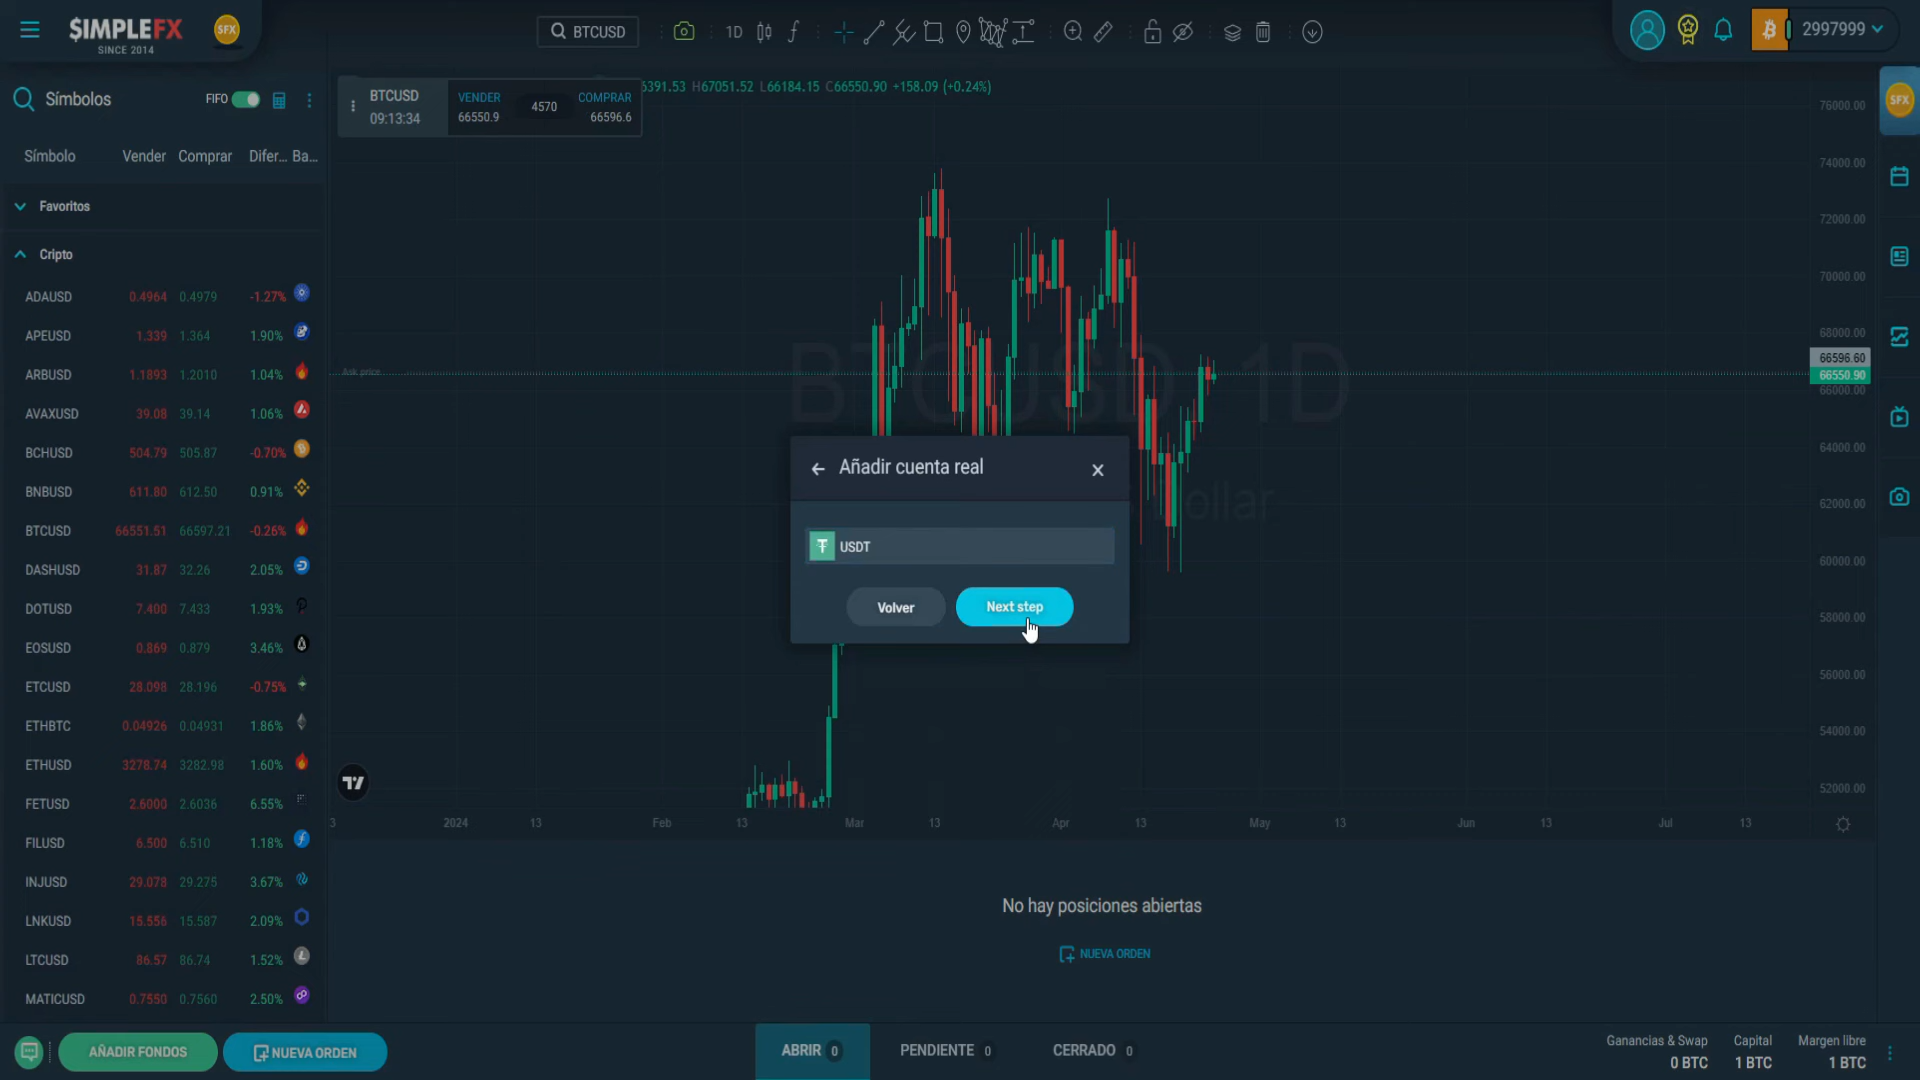 $IMPLEFX
SINCE 2014
SFX
BTCUSD
1D
2997999
Símbolos
FIFO
BTCUSD
09:13:34
VENDER
66550.9
4570
COMPRAR
66596.6
6391.53 H67051.52 L66184.15 C66550.90 +158.09 (+0.24%)
SFX
Símbolo Vender Comprar Difer... Ba...
Favoritos
Cripto
ADAUSD 0.4964 0.4979 -1.27%
APEUSD 1.339 1.364 1.90%
ARBUSD 1.1893 1.2010 1.04%
AVAXUSD 39.08 39.14 1.06%
BCHUSD 504.79 505.87 -0.70%
BNBUSD 611.80 612.50 0.91%
BTCUSD 66551.51 66597.21 -0.26%
DASHUSD 31.87 32.26 2.05%
DOTUSD 7.400 7.433 1.93%
EOSUSD 0.869 0.879 3.46%
ETCUSD 28.098 28.196 -0.75%
ETHBTC 0.04926 0.04931 1.86%
ETHUSD 3278.74 3282.98 1.60%
FETUSD 2.6000 2.6036 6.55%
FILUSD 6.500 6.510 1.18%
INJUSD 29.078 29.275 3.67%
LNKUSD 15.556 15.587 2.09%
LTCUSD 86.57 86.74 1.52%
MATICUSD 0.7550 0.7560 2.50%
BTCUSD 1D
Dollar
Ask price
76000.00
74000.00
72000.00
70000.00
68000.00
66596.60
66550.90
66000.00
64000.00
62000.00
60000.00
58000.00
56000.00
54000.00
52000.00
Añadir cuenta real
USDT
Volver
Next step
3 2024 13 Feb 13 Mar 13 Apr 13 May 13 Jun 13 Jul 13
No hay posiciones abiertas
NUEVA ORDEN
AÑADIR FONDOS
NUEVA ORDEN
ABRIR 0
PENDIENTE 0
CERRADO 0
Ganancias & Swap
0 BTC
Capital
1 BTC
Margen libre
1 BTC